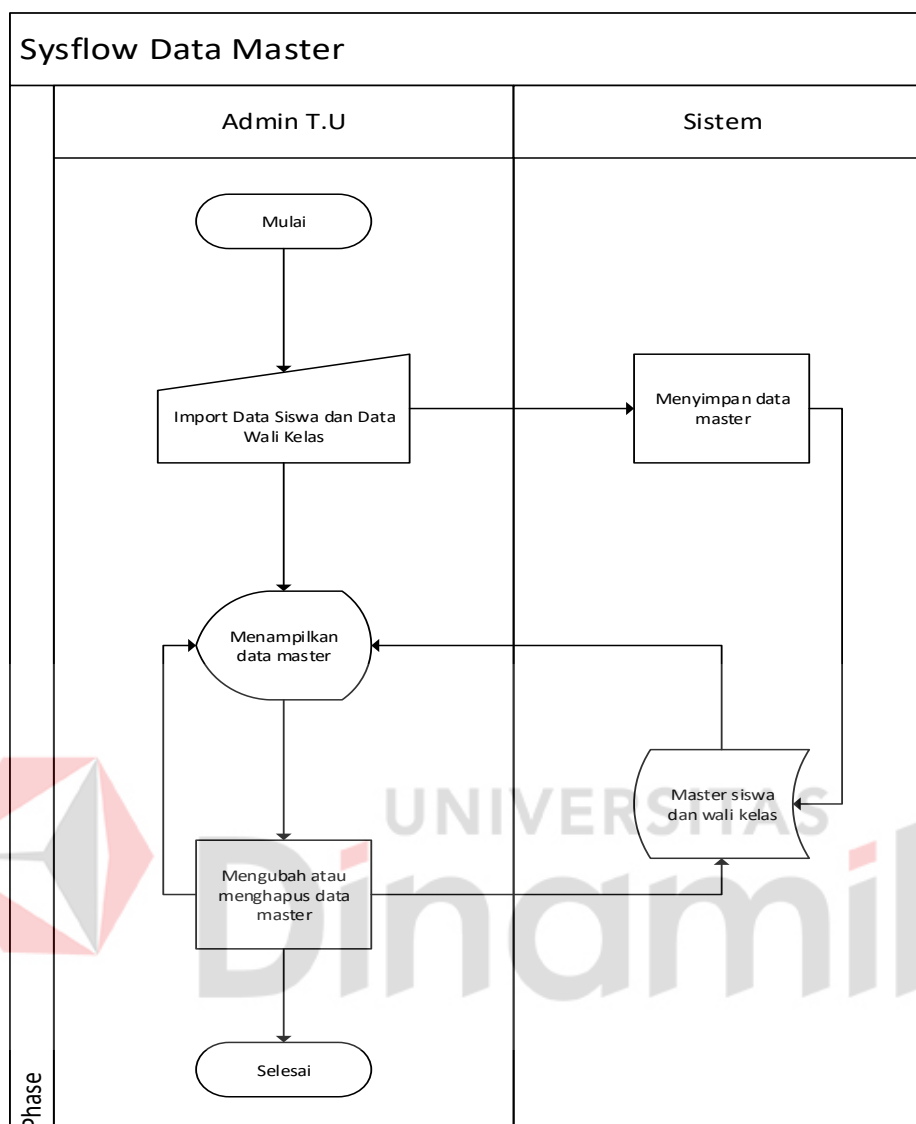 Sysflow Data Master
Admin T.U
Sistem
Mulai
Import Data Siswa dan Data
Wali Kelas
Menyimpan data
master
Menampilkan
data master
Master siswa
dan wali kelas
UNIVERSITAS
Dinamik
Mengubah atau
menghapus data
master
Selesai
Phase